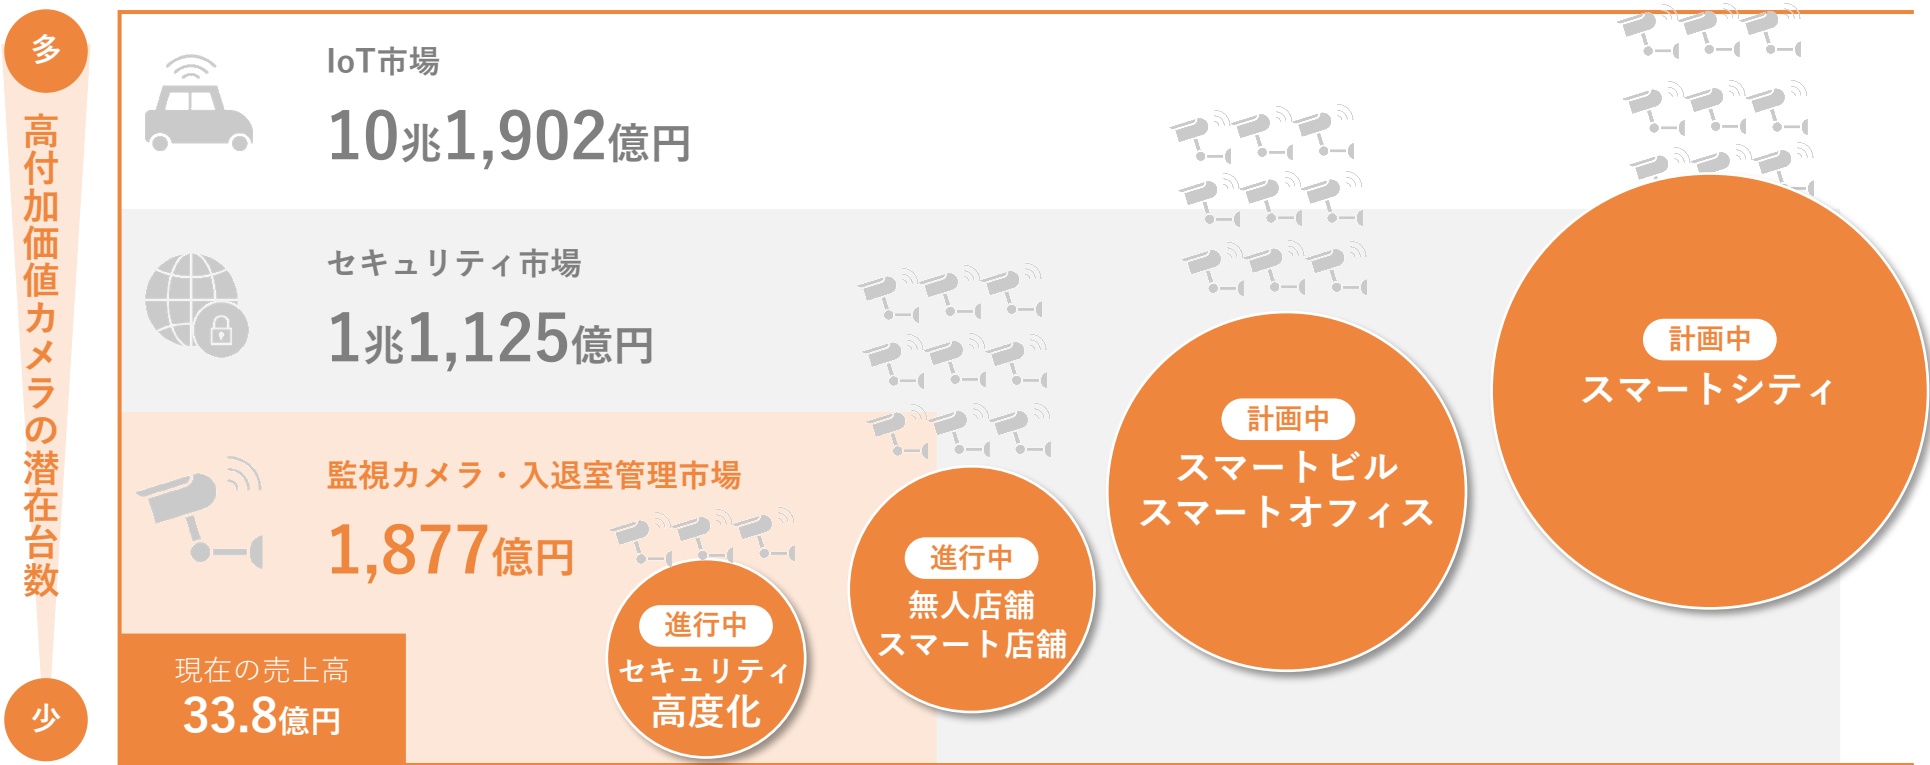 多
高付加価値カメラの潜在台数
少
IoT市場
10兆1,902億円
セキュリティ市場
1兆1,125億円
監視カメラ・入退室管理市場
1,877億円
現在の売上高
33.8億円
進行中
セキュリティ
高度化
進行中
無人店舗
スマート店舗
計画中
スマートビル
スマートオフィス
計画中
スマートシティ